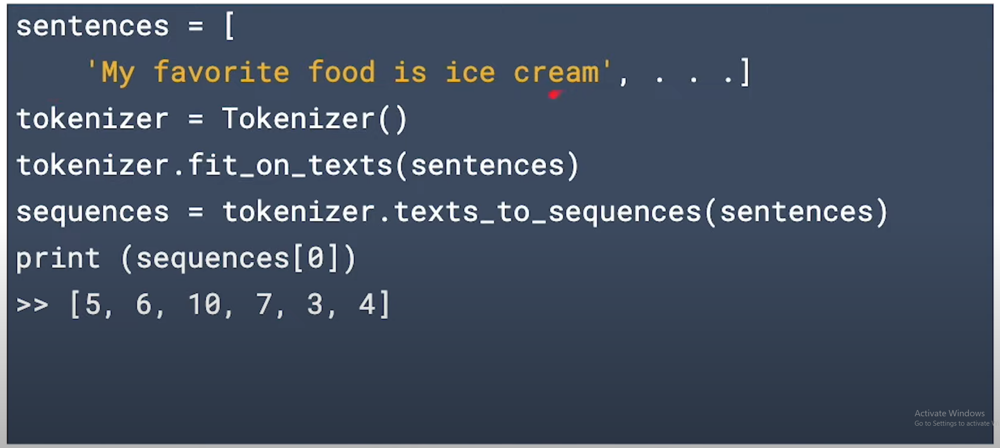 sentences = [
    'My favorite food is ice cream', . . .]
tokenizer = Tokenizer()
tokenizer.fit_on_texts(sentences)
sequences = tokenizer.texts_to_sequences(sentences)
print (sequences[0])
>> [5, 6, 10, 7, 3, 4]
Activate Windows
Go to Settings to activate W